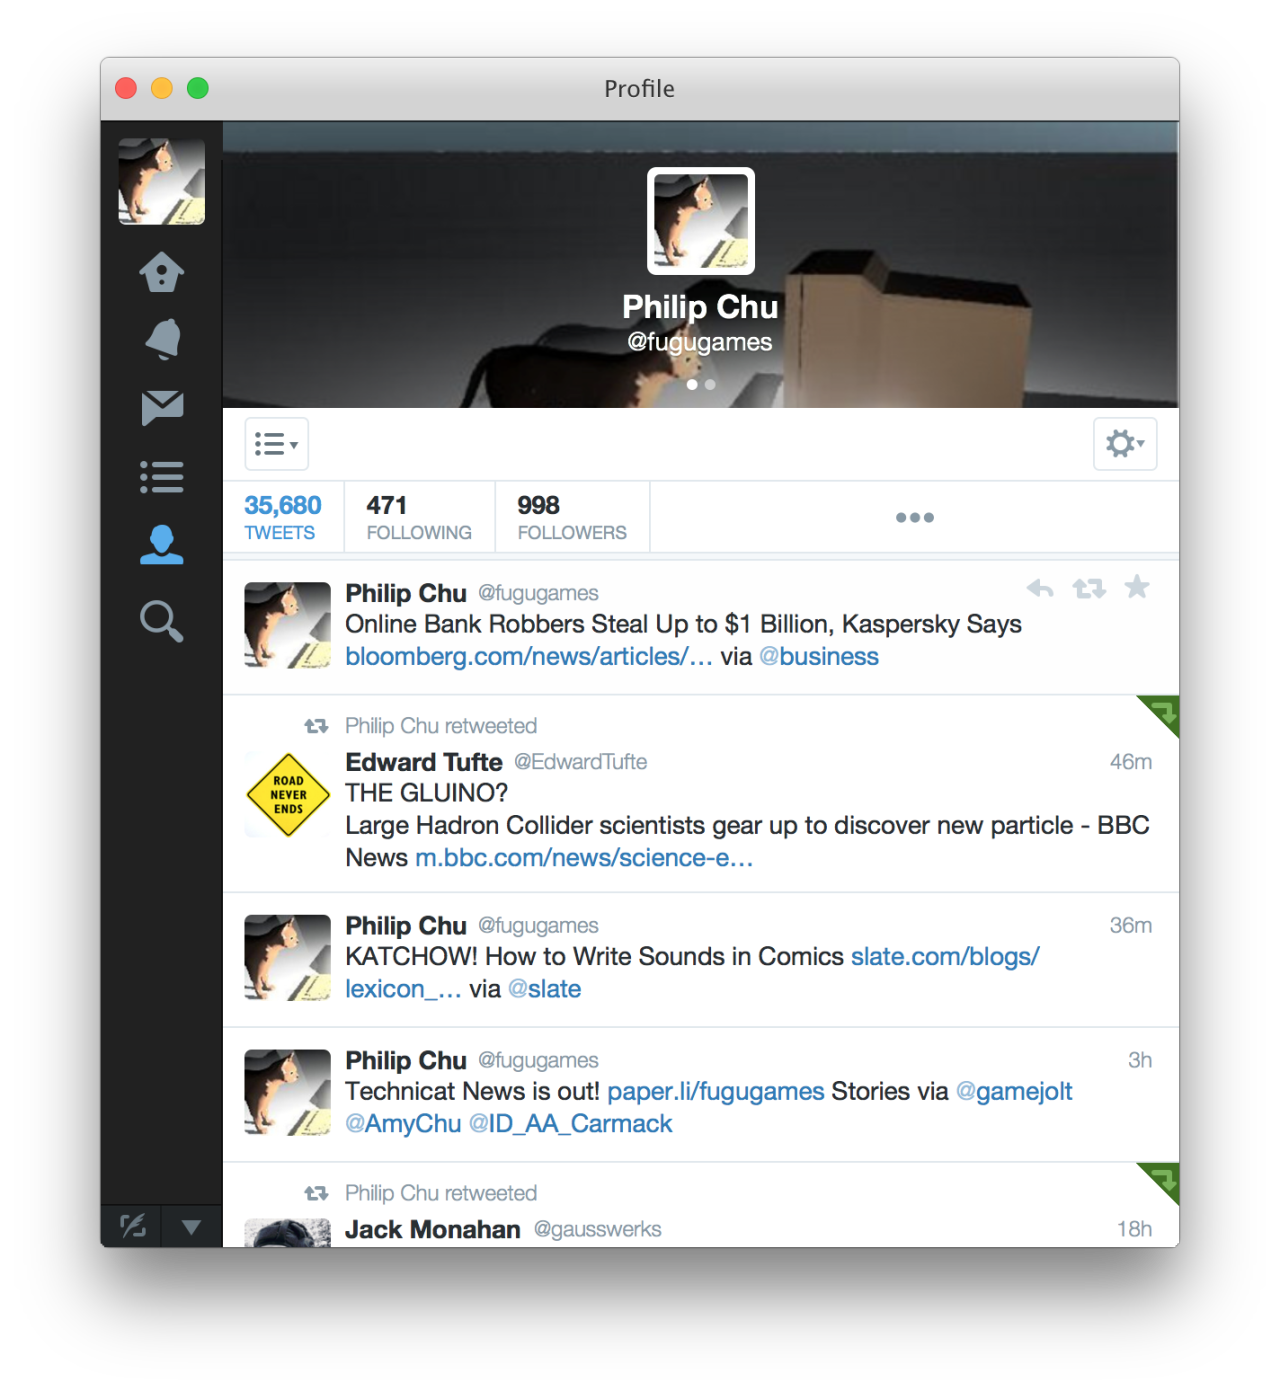 Profile
Philip Chu
@fugugames
35,680
TWEETS
471
FOLLOWING
998
FOLLOWERS
Philip Chu @fugugames
Online Bank Robbers Steal Up to $1 Billion, Kaspersky Says
bloomberg.com/news/articles/… via @business
Philip Chu retweeted
Edward Tufte @EdwardTufte 46m
ROAD
NEVER
ENDS
THE GLUINO?
Large Hadron Collider scientists gear up to discover new particle - BBC
News m.bbc.com/news/science-e…
Philip Chu @fugugames 36m
KATCHOW! How to Write Sounds in Comics slate.com/blogs/
lexicon_… via @slate
Philip Chu @fugugames 3h
Technicat News is out! paper.li/fugugames Stories via @gamejolt
@AmyChu @ID_AA_Carmack
Philip Chu retweeted
Jack Monahan @gausswerks 18h